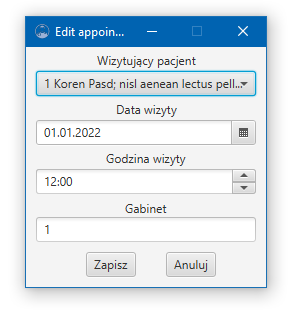 Edit appoin...
Wizytujący pacjent
1 Koren Pasd; nisl aenean lectus pell...
Data wizyty
01.01.2022
Godzina wizyty
12:00
Gabinet
1
Zapisz Anuluj